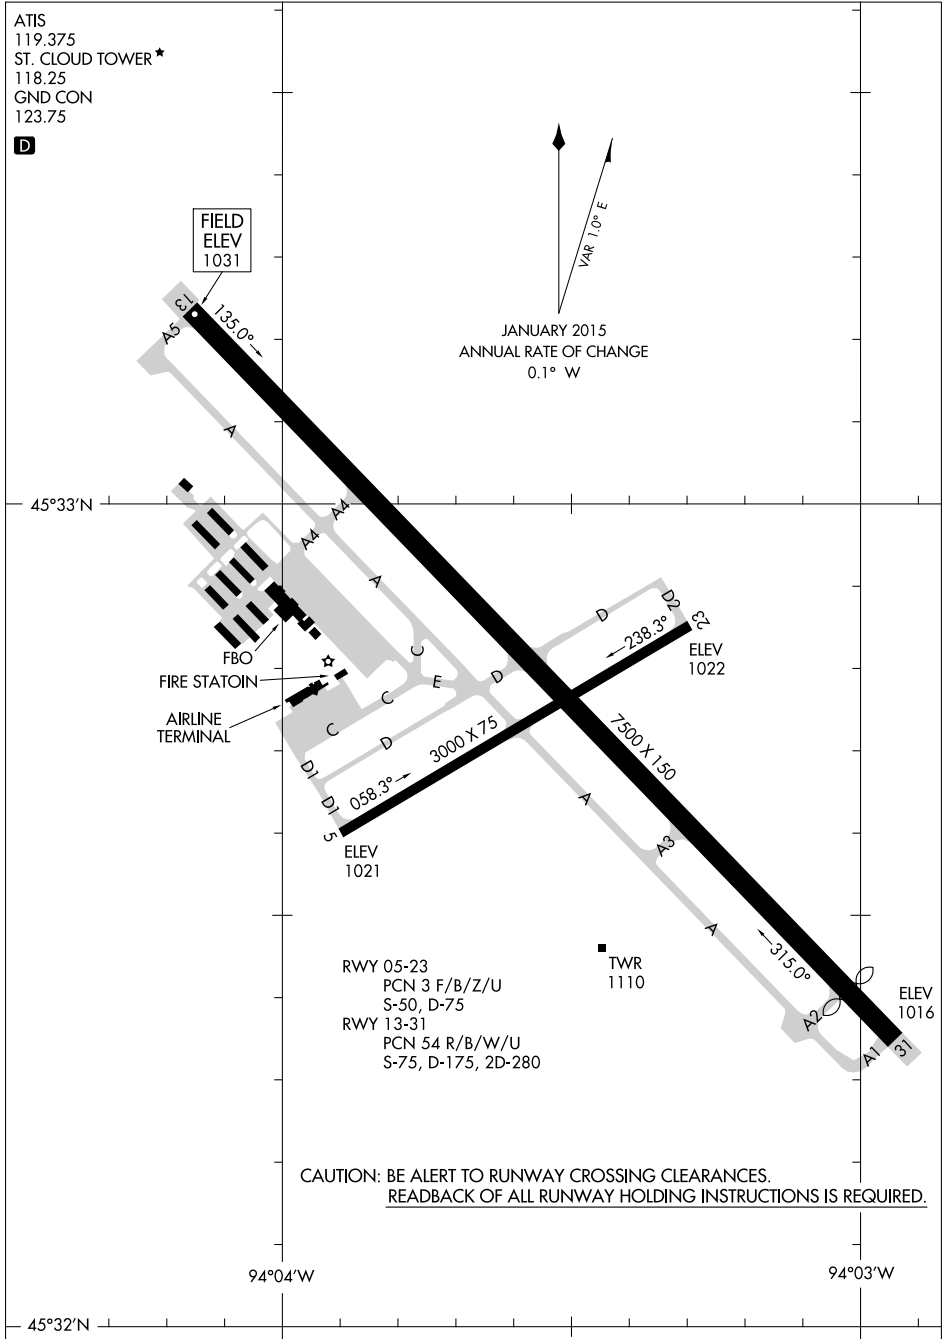 ATIS
119.375
ST. CLOUD TOWER★
118.25
GND CON
123.75
D
FIELD
ELEV
1031
VAR 1.0° E
JANUARY 2015
ANNUAL RATE OF CHANGE
0.1° W
13
135.0°
A5
A
45°33'N
A4
A4
A
C
D
D2
23
238.3°
ELEV
1022
FBO
FIRE STATOIN
AIRLINE
TERMINAL
E
D
C
C
D
3000 X 75
7500 X 150
D1
D1
058.3°
5
ELEV
1021
A
A3
A
315.0°
TWR
1110
ELEV
1016
A2
A1
31
RWY 05-23
PCN 3 F/B/Z/U
S-50, D-75
RWY 13-31
PCN 54 R/B/W/U
S-75, D-175, 2D-280
CAUTION: BE ALERT TO RUNWAY CROSSING CLEARANCES.
READBACK OF ALL RUNWAY HOLDING INSTRUCTIONS IS REQUIRED.
94°04'W
94°03'W
45°32'N